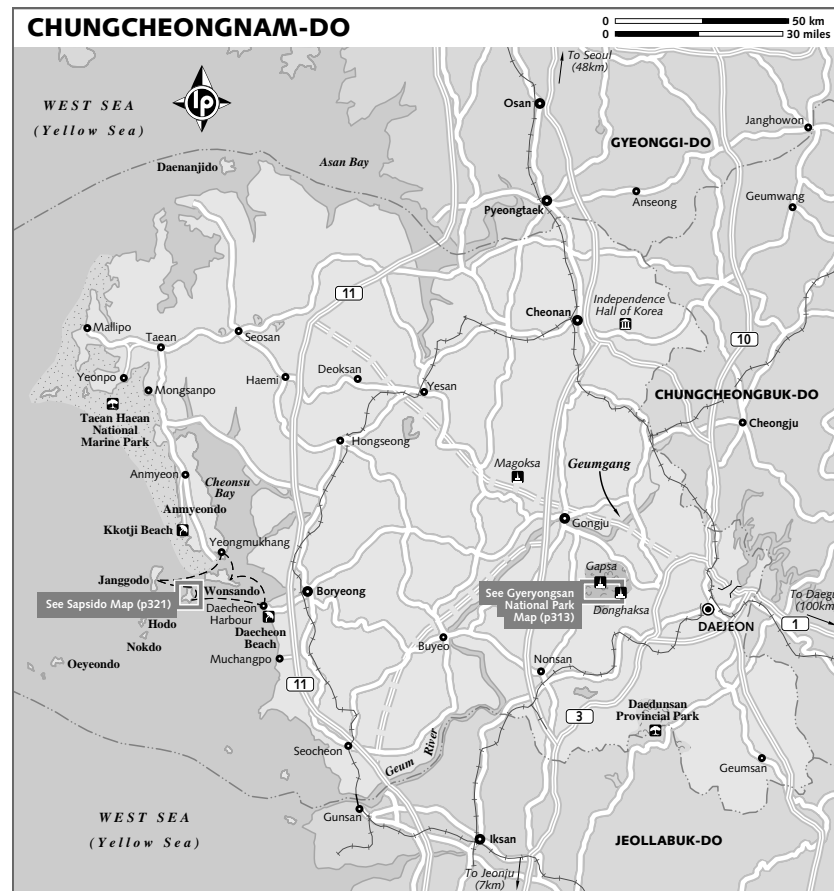 CHUNGCHEONGNAM-DO
0 50 km
0 30 miles
To Seoul
(48km)
WEST SEA
(Yellow Sea)
lp
Osan
Janghowon
GYEONGGI-DO
Asan Bay
Daenanjido
Anseong
Geumwang
Pyeongtaek
11
Independence
Hall of Korea
Cheonan
Mallipo
Taean
Seosan
10
Yeonpo
Mongsanpo
Haemi
Deoksan
Yesan
CHUNGCHEONGBUK-DO
Taean Haean
National
Marine Park
Cheongju
Hongseong
Magoksa
Geumgang
Anmyeon
Cheonsu
Bay
Anmyeondo
Kkotji Beach
Gongju
Yeongmukhang
Gapsa
Janggodo
Wonsando
Boryeong
See Sapsido Map (p321)
See Gyeryongsan
National Park
Map (p313)
Donghaksa
To Daegu
(100km)
Daecheon
Harbour
Hodo
Daecheon
Beach
DAEJEON
1
Nokdo
Buyeo
Oeyeondo
Muchangpo
Nonsan
11
3
Daedunsan
Provincial Park
Seocheon
Geum
River
Geumsan
Gunsan
WEST SEA
(Yellow Sea)
Iksan
JEOLLABUK-DO
To Jeonju
(7km)